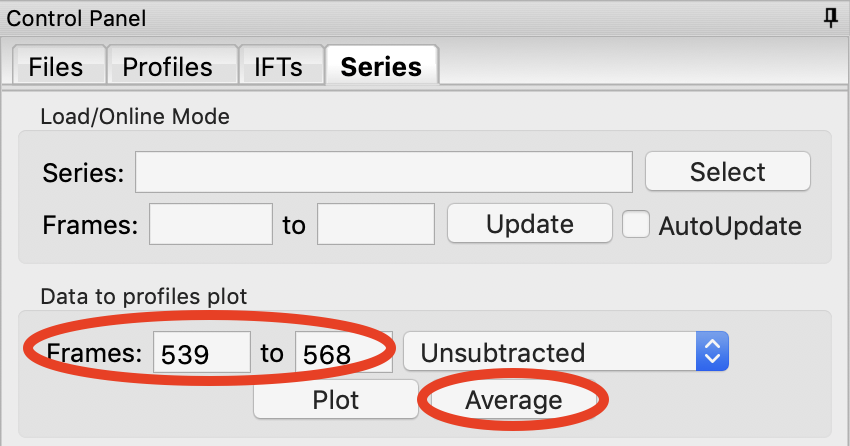 Control Panel
Files Profiles IFTs Series
Load/Online Mode
Series: Select
Frames: to Update AutoUpdate
Data to profiles plot
Frames: 539 to 568 Unsubtracted
Plot Average